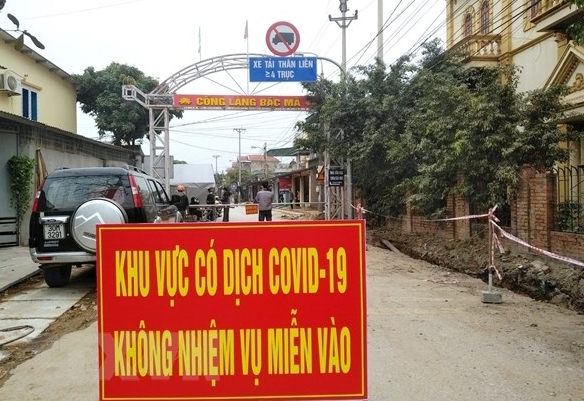 XE TẢI THÂN LIỀN
≥4 TRỤC
CỔNG LÀNG BẮC MÃ
KHU VỰC CÓ DỊCH COVID-19
KHÔNG NHIỆM VỤ MIỄN VÀO